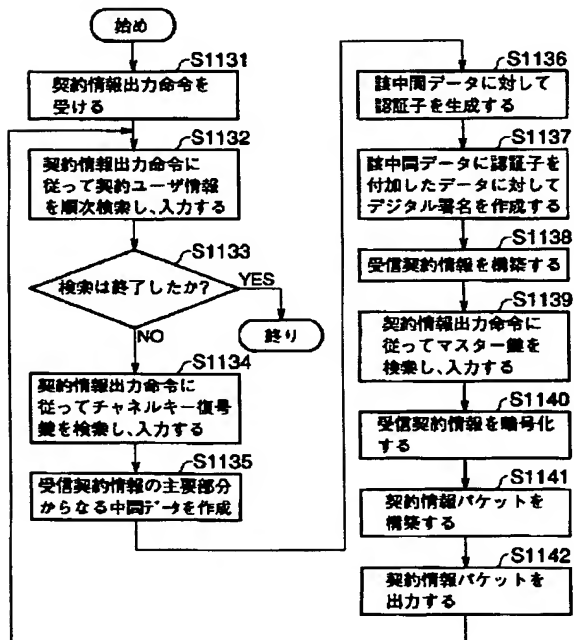 始め
S1131
契約情報出力命令を
受ける
S1132
契約情報出力命令に
従って契約ユーザ情報
を順次検索し、入力する
S1133
検索は終了したか?
YES
終り
NO
S1134
契約情報出力命令に
従ってチャネルキー復号
鍵を検索し、入力する
S1135
受信契約情報の主要部分
からなる中間データを作成
S1136
該中間データに対して
認証子を生成する
S1137
該中間データに認証子を
付加したデータに対して
デジタル署名を作成する
S1138
受信契約情報を構築する
S1139
契約情報出力命令に
従ってマスター鍵を
検索し、入力する
S1140
受信契約情報を暗号化
する
S1141
契約情報パケットを
構築する
S1142
契約情報パケットを
出力する